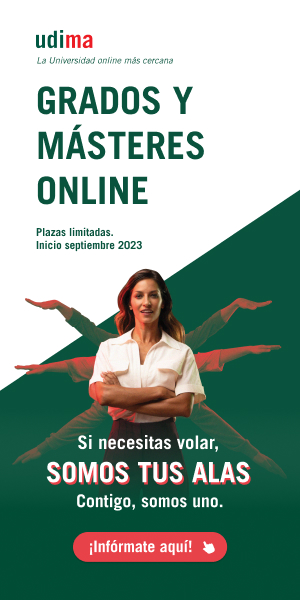 udima
La Universidad online más cercana
GRADOS Y
MÁSTERES
ONLINE
Plazas limitadas.
Inicio septiembre 2023
Si necesitas volar,
SOMOS TUS ALAS
Contigo, somos uno.
¡Infórmate aquí!